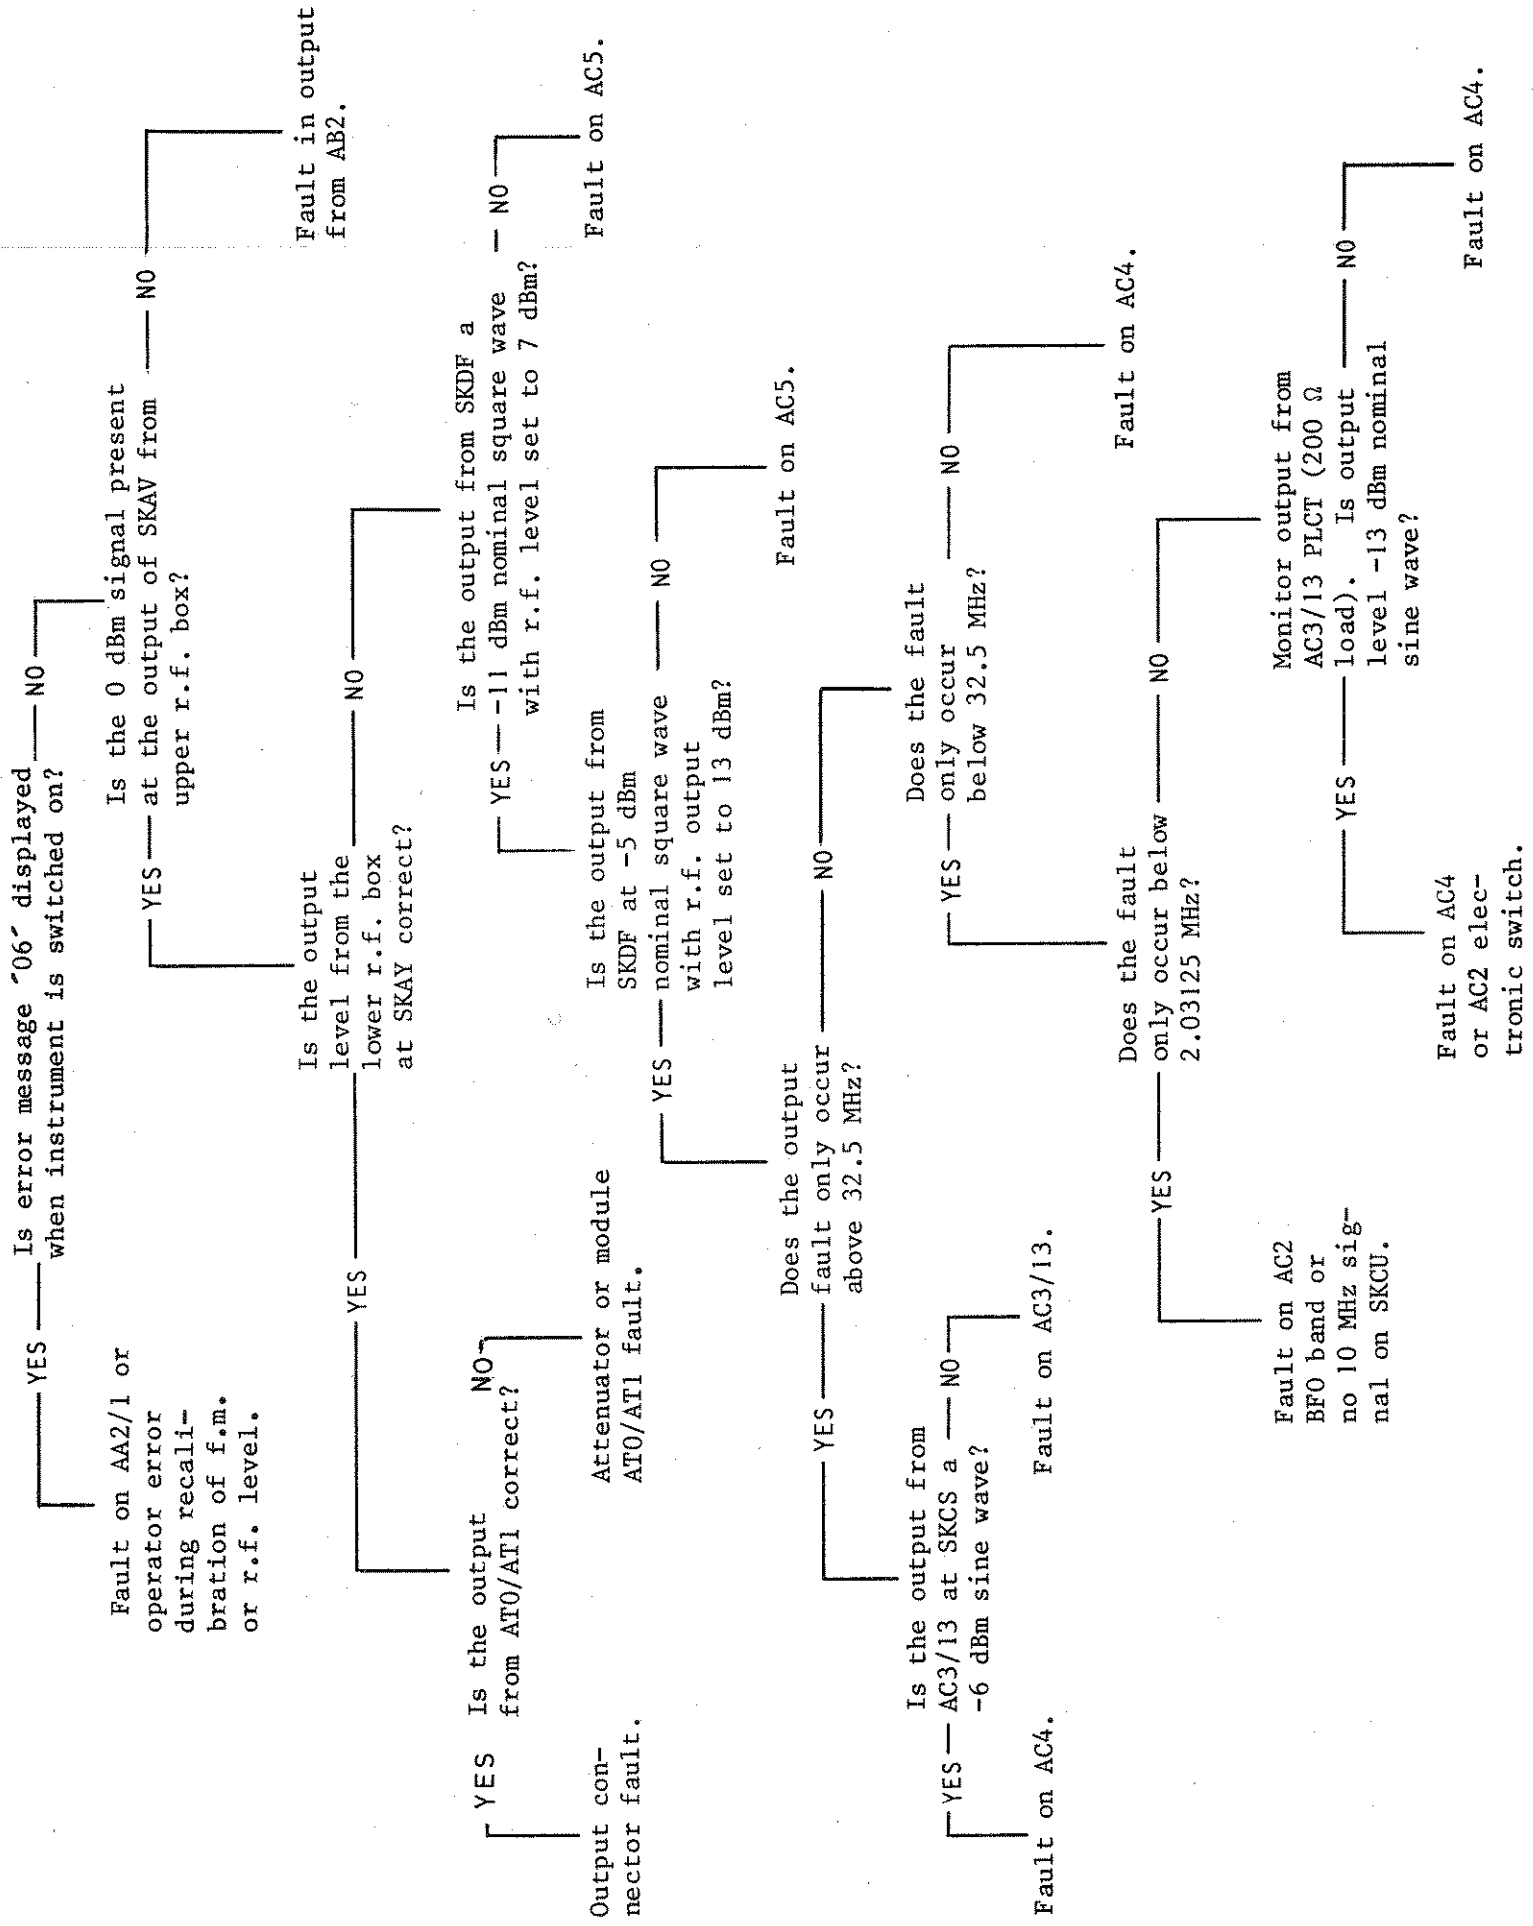 Is error message ´06´ displayed
when instrument is switched on?
YES
NO
Fault on AA2/1 or
operator error
during recali-
bration of f.m.
or r.f. level.
Is the 0 dBm signal present
at the output of SKAV from
upper r.f. box?
YES
NO
Fault in output
from AB2.
Is the output
level from the
lower r.f. box
at SKAY correct?
YES
NO
Is the output
from AT0/AT1 correct?
YES
NO
Output con-
nector fault.
Attenuator or module
AT0/AT1 fault.
Is the output from SKDF a
-11 dBm nominal square wave
with r.f. level set to 7 dBm?
YES
NO
Fault on AC5.
Is the output from
SKDF at -5 dBm
nominal square wave
with r.f. output
level set to 13 dBm?
YES
NO
Fault on AC5.
Does the output
fault only occur
above 32.5 MHz?
YES
NO
Is the output from
AC3/13 at SKCS a
-6 dBm sine wave?
YES
NO
Fault on AC4.
Fault on AC3/13.
Does the fault
only occur
below 32.5 MHz?
YES
NO
Fault on AC4.
Does the fault
only occur below
2.03125 MHz?
YES
NO
Fault on AC2
BFO band or
no 10 MHz sig-
nal on SKCU.
Monitor output from
AC3/13 PLCT (200 Ω
load). Is output
level -13 dBm nominal
sine wave?
YES
NO
Fault on AC4
or AC2 elec-
tronic switch.
Fault on AC4.